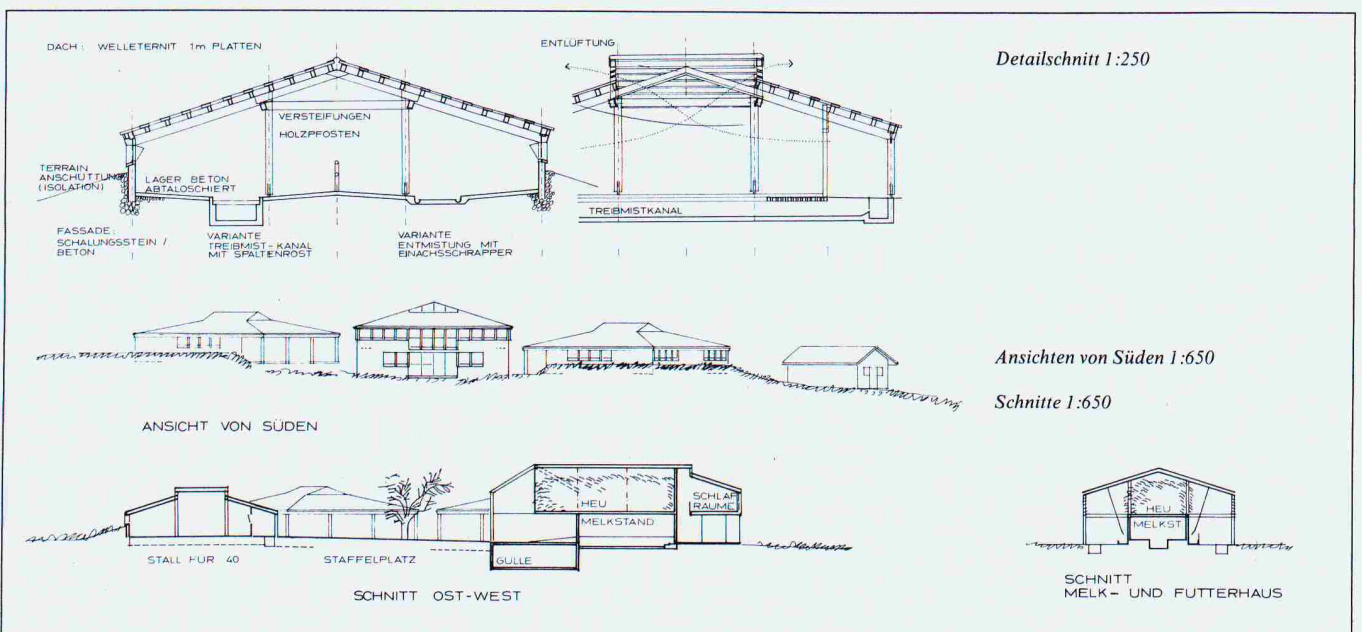 DACH: WELLETERNIT 1m PLATTEN
ENTLÜFTUNG
Detailschnitt 1:250
VERSTEIFUNGEN
HOLZPFOSTEN
TERRAIN
ANSCHÜTTUNG
(ISOLATION)
LAGER BETON
ABTALOSCHIERT
TREIBMISTKANAL
FASSADE:
SCHALUNGSSTEIN /
BETON
VARIANTE
TREIBMIST-KANAL
MIT SPALTENROST
VARIANTE
ENTMISTUNG MIT
EINACHSSCHRAPPER
Ansichten von Süden 1:650
Schnitte 1:650
ANSICHT VON SÜDEN
HEU
SCHLAF
RÄUME
MELKSTAND
STALL FÜR 40
STAFFELPLATZ
GÜLLE
SCHNITT OST-WEST
HEU
MELKST
SCHNITT
MELK- UND FUTTERHAUS